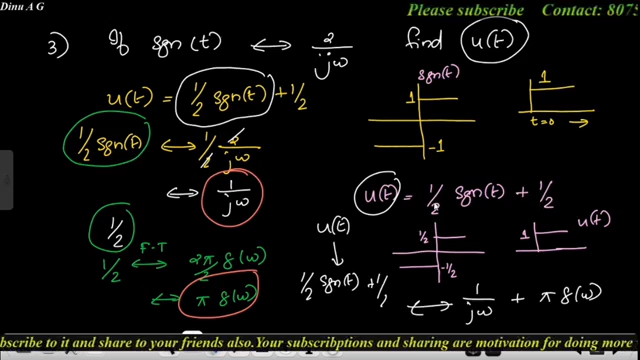 Dinu A G
Please subscribe Contact: 8075
3) If sgn(t) ↔ 2/jω find u(t)
u(t) = 1/2 sgn(t) + 1/2
sgn(t)
1
-1
1
t=0 →
1/2 sgn(t) ↔ 1/2 2/jω
↔ 1/jω
u(t) = 1/2 sgn(t) + 1/2
1/2
1/2 F.T ↔ 2π/2 δ(ω)
↔ π δ(ω)
u(t)
↓
1/2 sgn(t) + 1/2 ↔ 1/jω + π δ(ω)
1/2
-1/2
1 u(t)
bscribe to it and share to your friends also.Your subscribptions and sharing are motivation for doing more